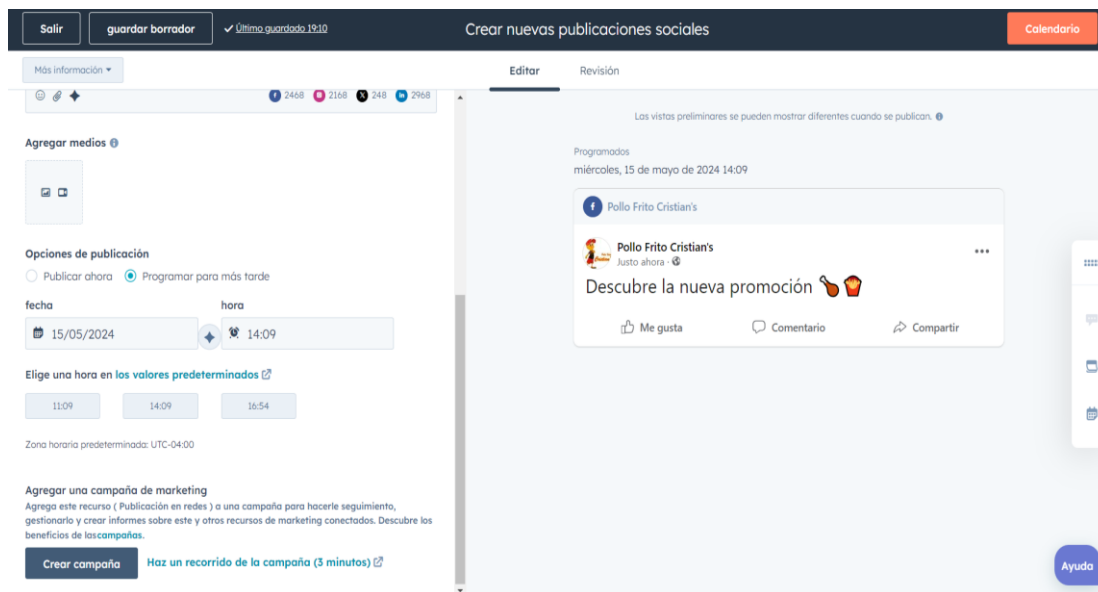 Salir
guardar borrador
Último guardado 19:10
Crear nuevas publicaciones sociales
Calendario
Más información
Editar
Revisión
2468 2168 248 2968
Agregar medios
Opciones de publicación
Publicar ahora Programar para más tarde
fecha hora
15/05/2024 14:09
Elige una hora en los valores predeterminados
11:09 14:09 16:54
Zona horaria predeterminada: UTC-04:00
Agregar una campaña de marketing
Agrega este recurso ( Publicación en redes ) a una campaña para hacerle seguimiento,
gestionarlo y crear informes sobre este y otros recursos de marketing conectados. Descubre los
beneficios de lascampañas.
Crear campaña
Haz un recorrido de la campaña (3 minutos)
Las vistas preliminares se pueden mostrar diferentes cuando se publican.
Programados
miércoles, 15 de mayo de 2024 14:09
Pollo Frito Cristian's
Pollo Frito Cristian's
Justo ahora ·
Descubre la nueva promoción
Me gusta Comentario Compartir
Ayuda